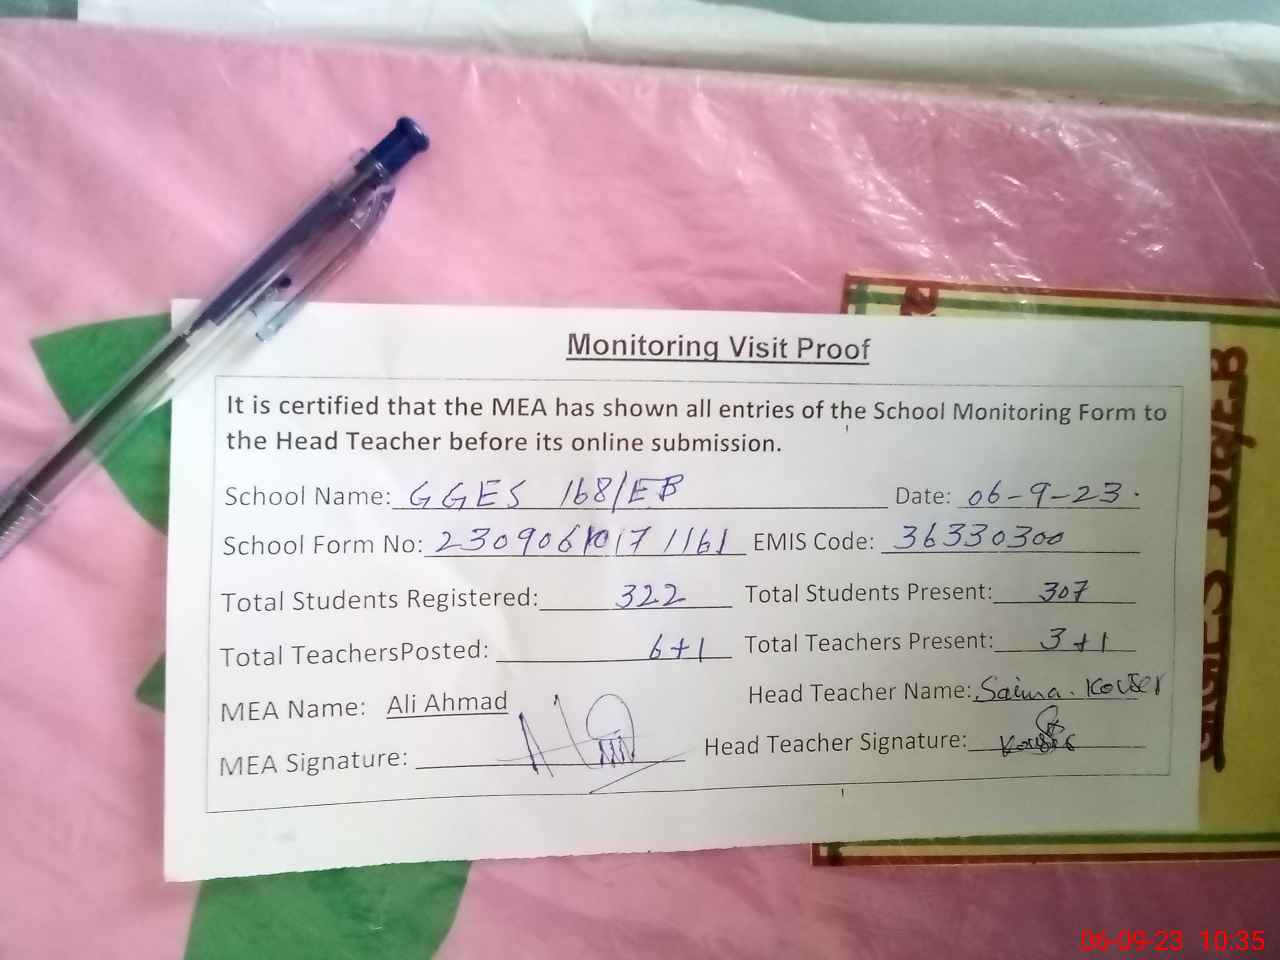 Monitoring Visit Proof
It is certified that the MEA has shown all entries of the School Monitoring Form to
the Head Teacher before its online submission.
School Name: GGES 168/EB Date: 06-9-23.
School Form No: EMIS Code: 36330300
Total Students Registered: 322 Total Students Present: 307
Total TeachersPosted: 6+1 Total Teachers Present: 3+1
MEA Name: Ali Ahmad Head Teacher Name: Saima. Kouser
MEA Signature: Head Teacher Signature:
06-09-23 10:35